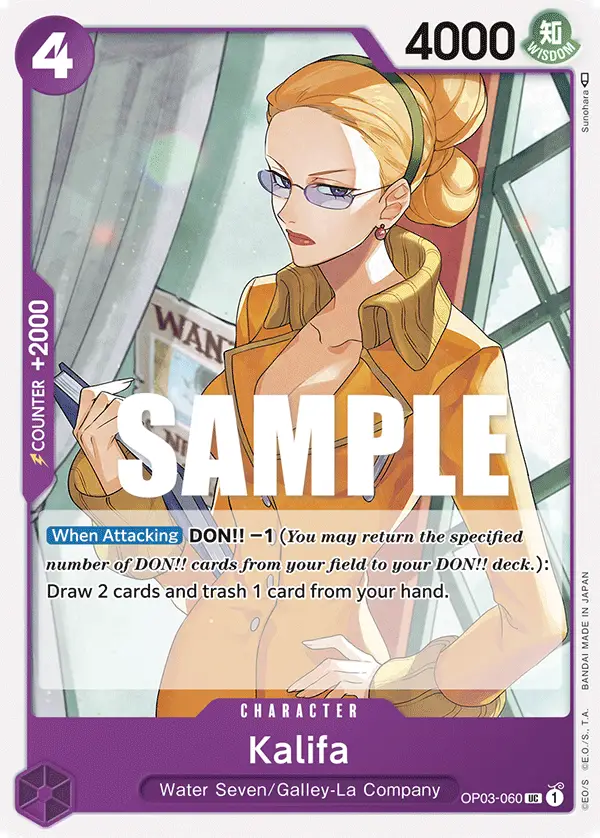 4
4000
知
WISDOM
Sunohara
COUNTER +2000
WAN
SAMPLE
When Attacking DON!! −1 (You may return the specified
number of DON!! cards from your field to your DON!! deck.):
Draw 2 cards and trash 1 card from your hand.
CHARACTER
Kalifa
Water Seven/Galley-La Company
OP03-060 UC 1
©E.O/S ©E.O./S., T.A. BANDAI MADE IN JAPAN